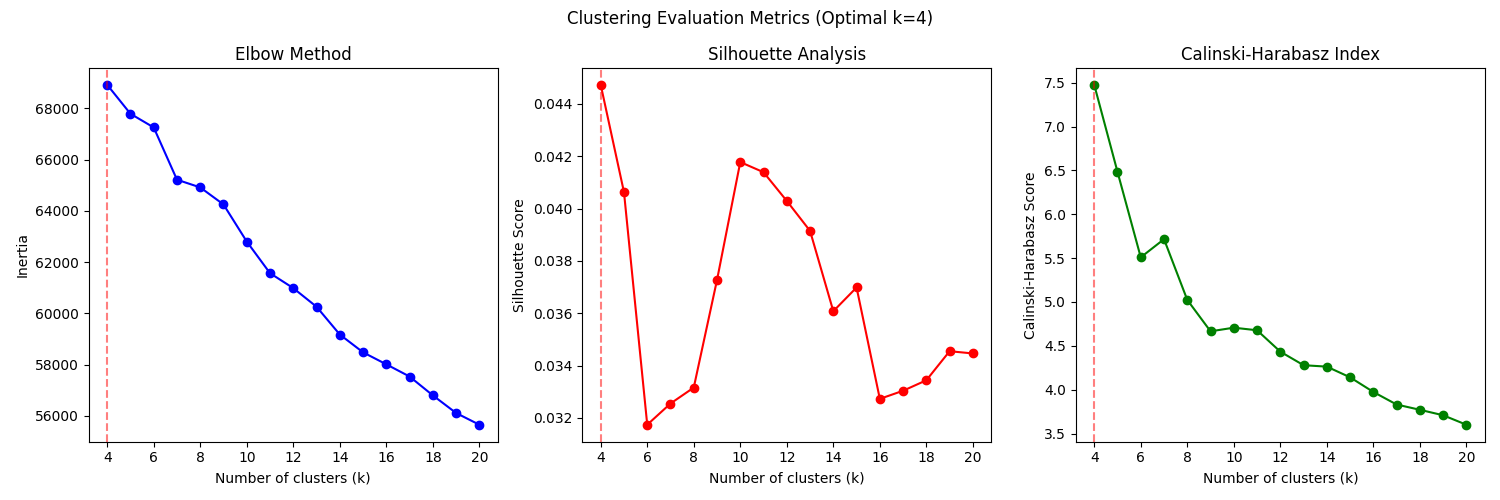 Clustering Evaluation Metrics (Optimal k=4)
Elbow Method
Inertia
68000
66000
64000
62000
60000
58000
56000
4 6 8 10 12 14 16 18 20
Number of clusters (k)
Silhouette Analysis
Silhouette Score
0.044
0.042
0.040
0.038
0.036
0.034
0.032
4 6 8 10 12 14 16 18 20
Number of clusters (k)
Calinski-Harabasz Index
Calinski-Harabasz Score
7.5
7.0
6.5
6.0
5.5
5.0
4.5
4.0
3.5
4 6 8 10 12 14 16 18 20
Number of clusters (k)